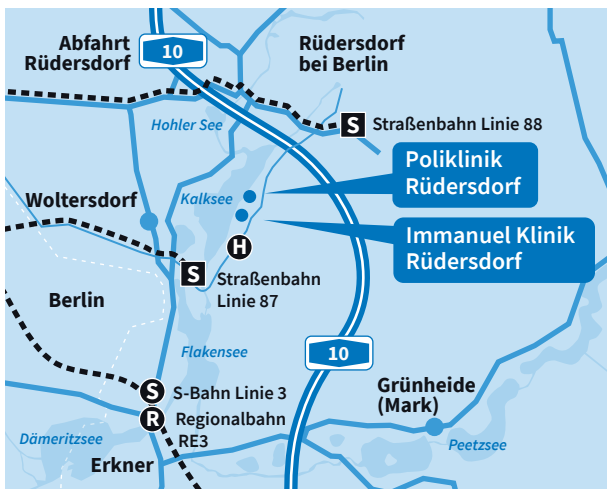 Abfahrt
Rüdersdorf
10
Rüdersdorf
bei Berlin
Hohler See
S
Straßenbahn Linie 88
Poliklinik
Rüdersdorf
Woltersdorf
Kalksee
Immanuel Klinik
Rüdersdorf
H
S
Straßenbahn
Linie 87
Berlin
Flakensee
10
Grünheide
(Mark)
S
S-Bahn Linie 3
R
Regionalbahn
RE3
Dämeritzsee
Peetzsee
Erkner